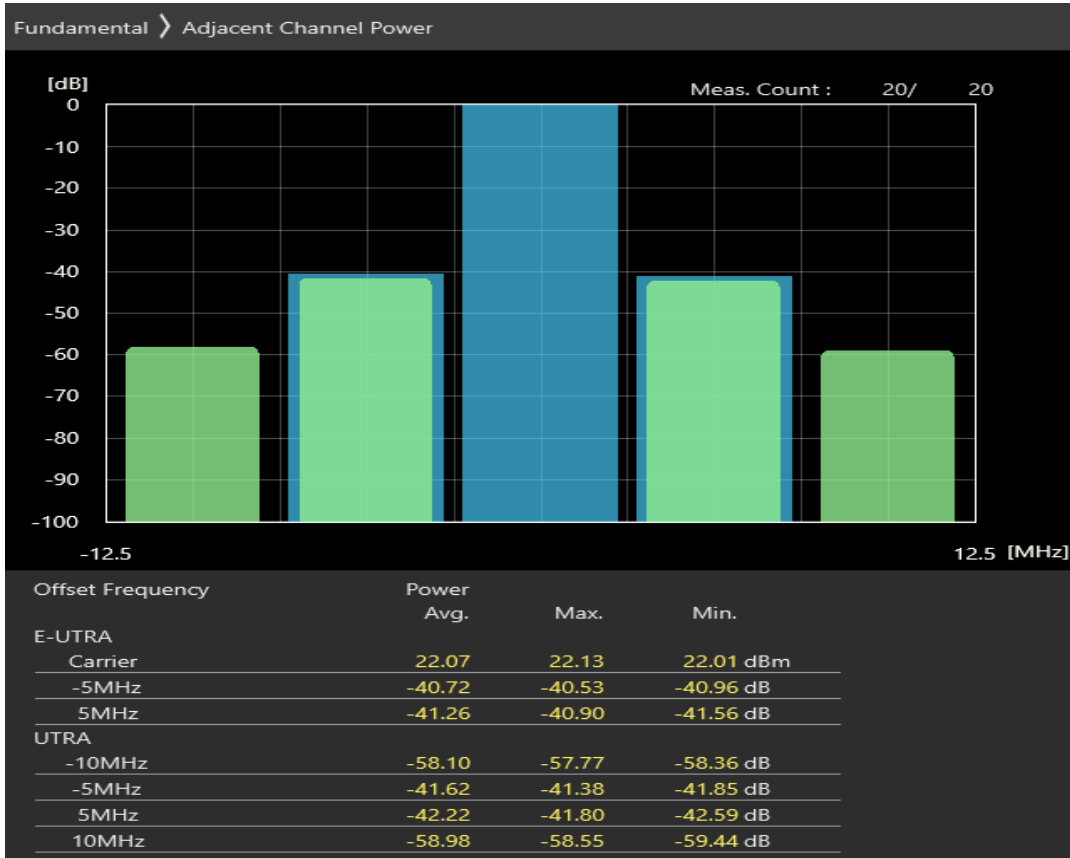 Fundamental 〉 Adjacent Channel Power
[dB]
Meas. Count : 20/ 20
0
-10
-20
-30
-40
-50
-60
-70
-80
-90
-100
-12.5 12.5 [MHz]
Offset Frequency Power
Avg. Max. Min.
E-UTRA
Carrier 22.07 22.13 22.01 dBm
-5MHz -40.72 -40.53 -40.96 dB
5MHz -41.26 -40.90 -41.56 dB
UTRA
-10MHz -58.10 -57.77 -58.36 dB
-5MHz -41.62 -41.38 -41.85 dB
5MHz -42.22 -41.80 -42.59 dB
10MHz -58.98 -58.55 -59.44 dB